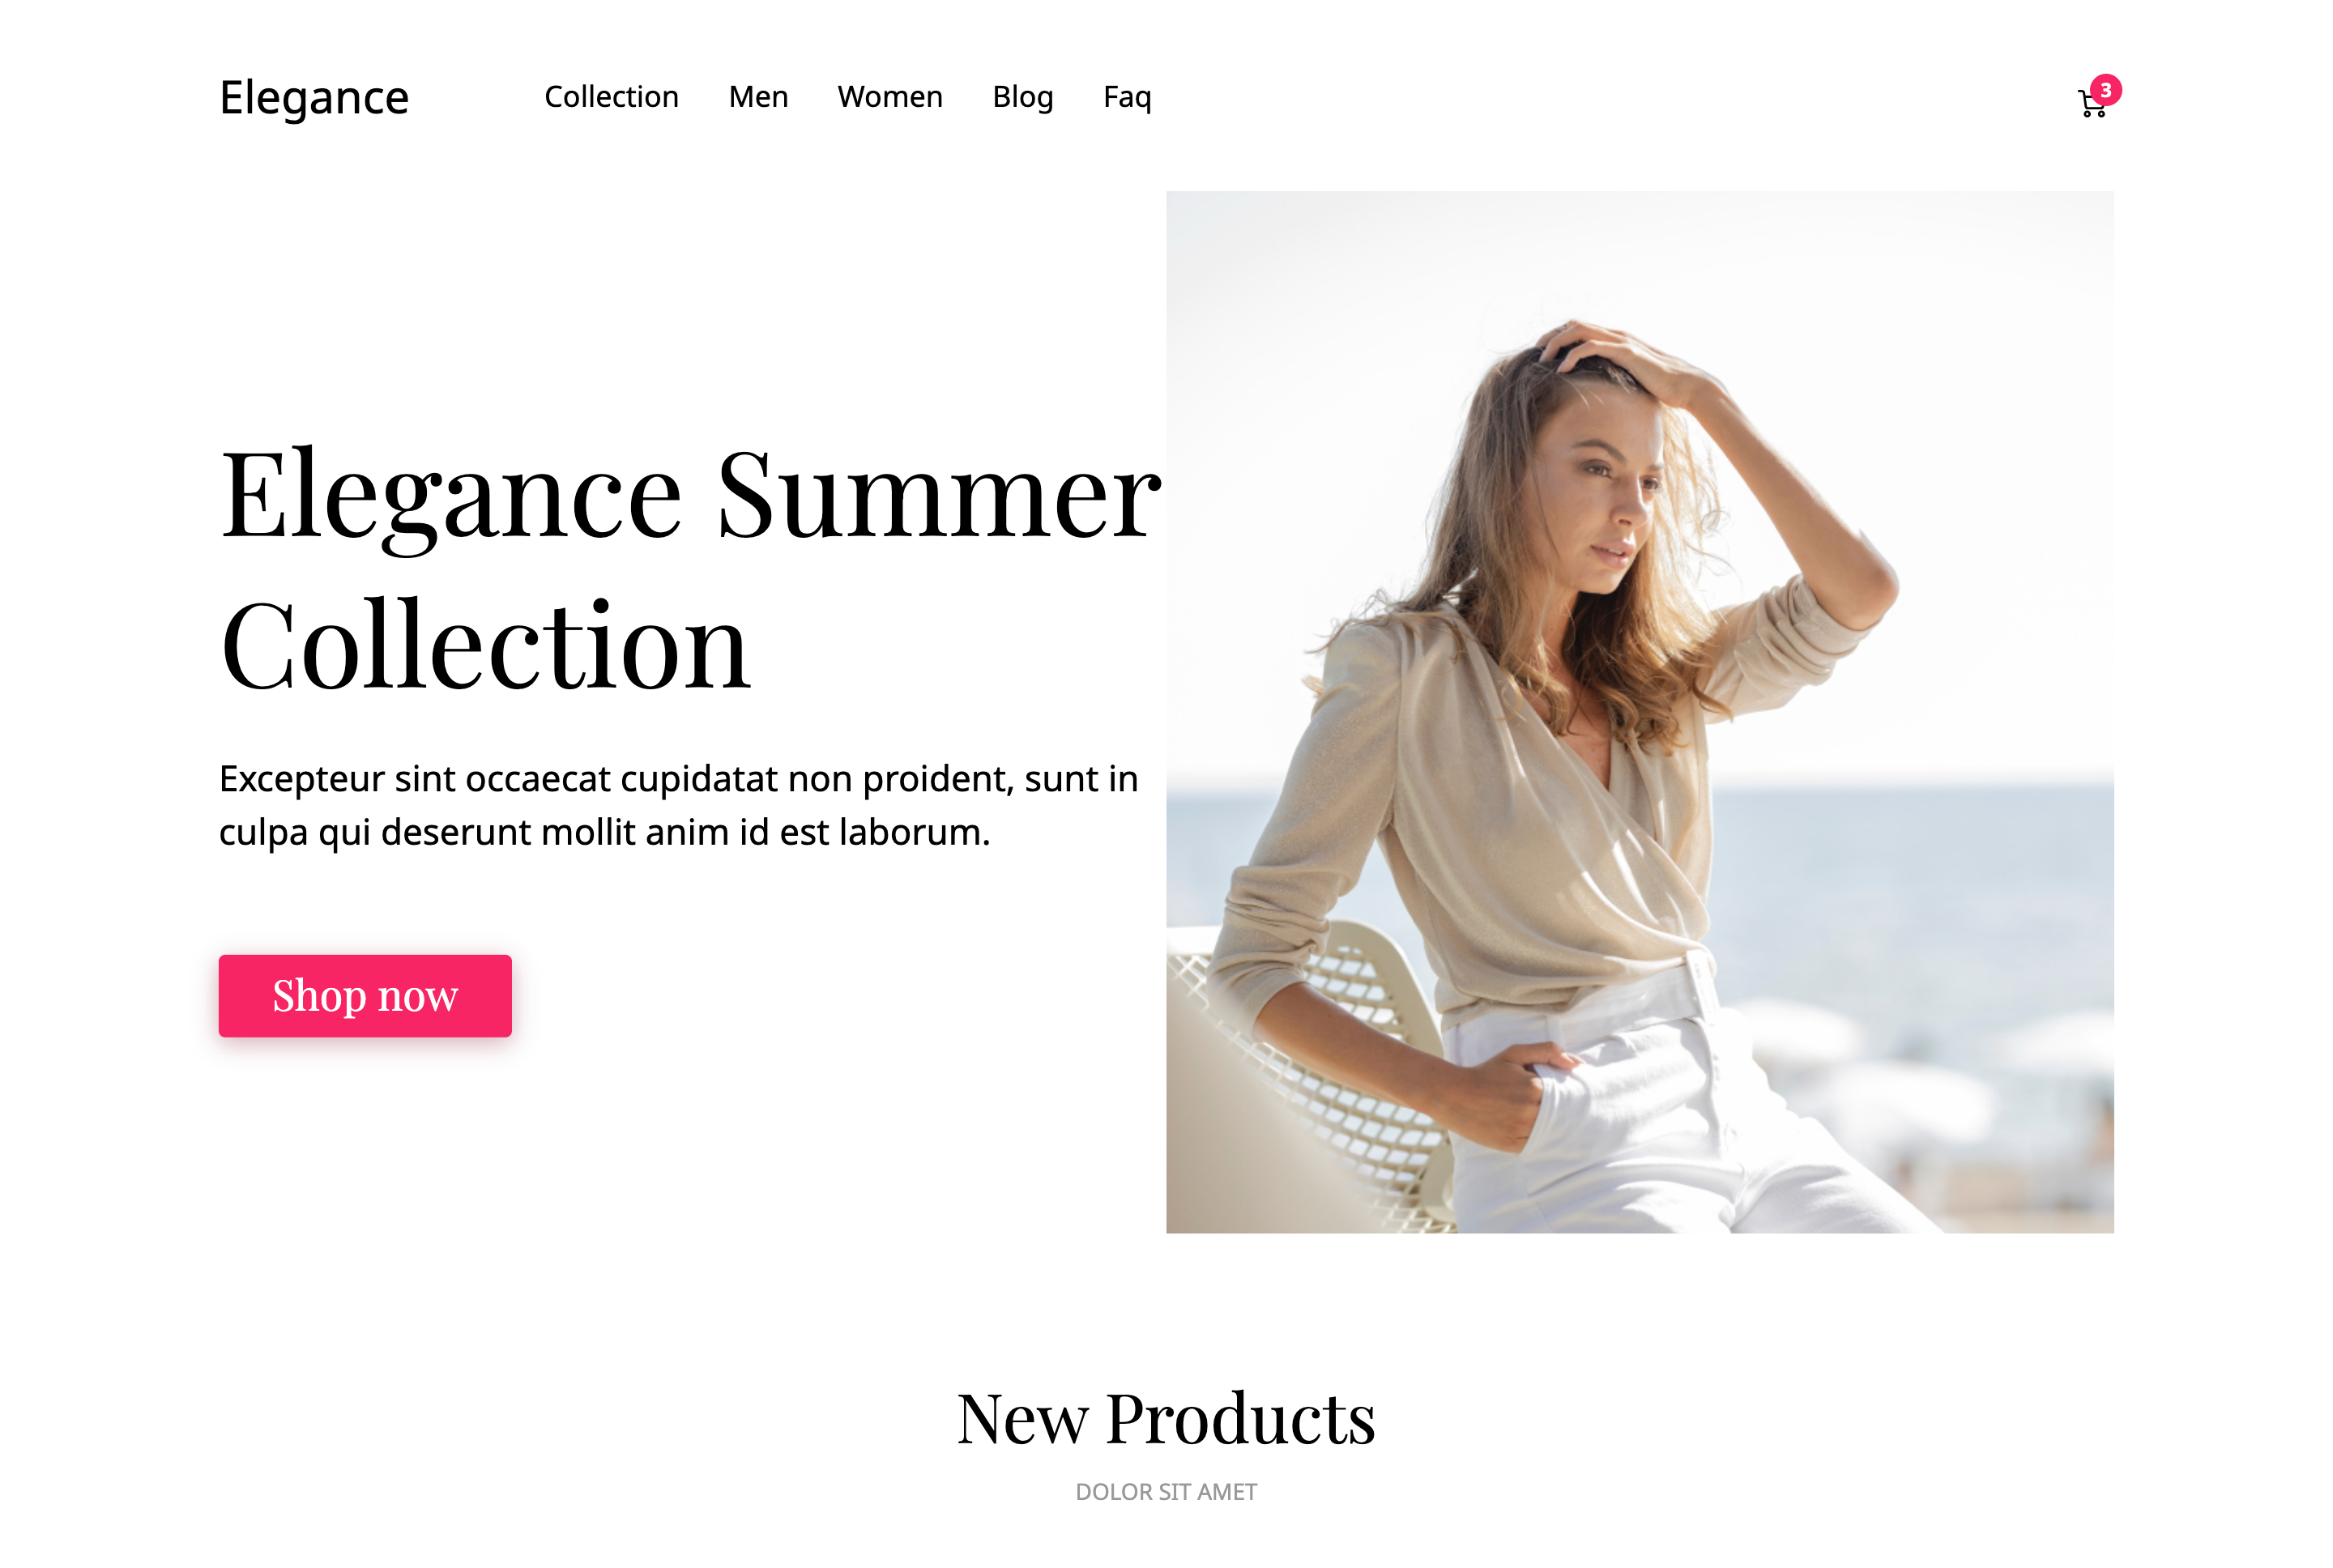 Elegance
Collection Men Women Blog Faq
3
Elegance Summer
Collection
Excepteur sint occaecat cupidatat non proident, sunt in
culpa qui deserunt mollit anim id est laborum.
Shop now
New Products
DOLOR SIT AMET